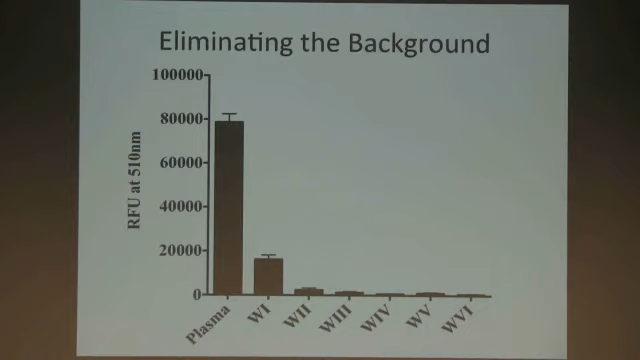 Eliminating the Background
100000
80000
60000
40000
20000
0
RFU at 510nm
Plasma
WI
WII
WIII
WIV
WV
WVI